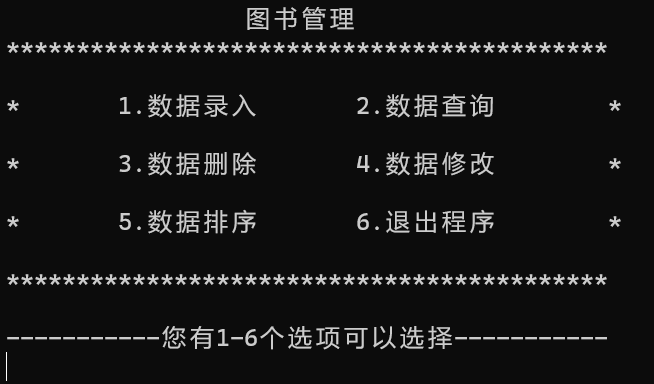 图书管理
*******************************************
* 1.数据录入 2.数据查询 *
* 3.数据删除 4.数据修改 *
* 5.数据排序 6.退出程序 *
*******************************************
-----------您有1-6个选项可以选择-----------